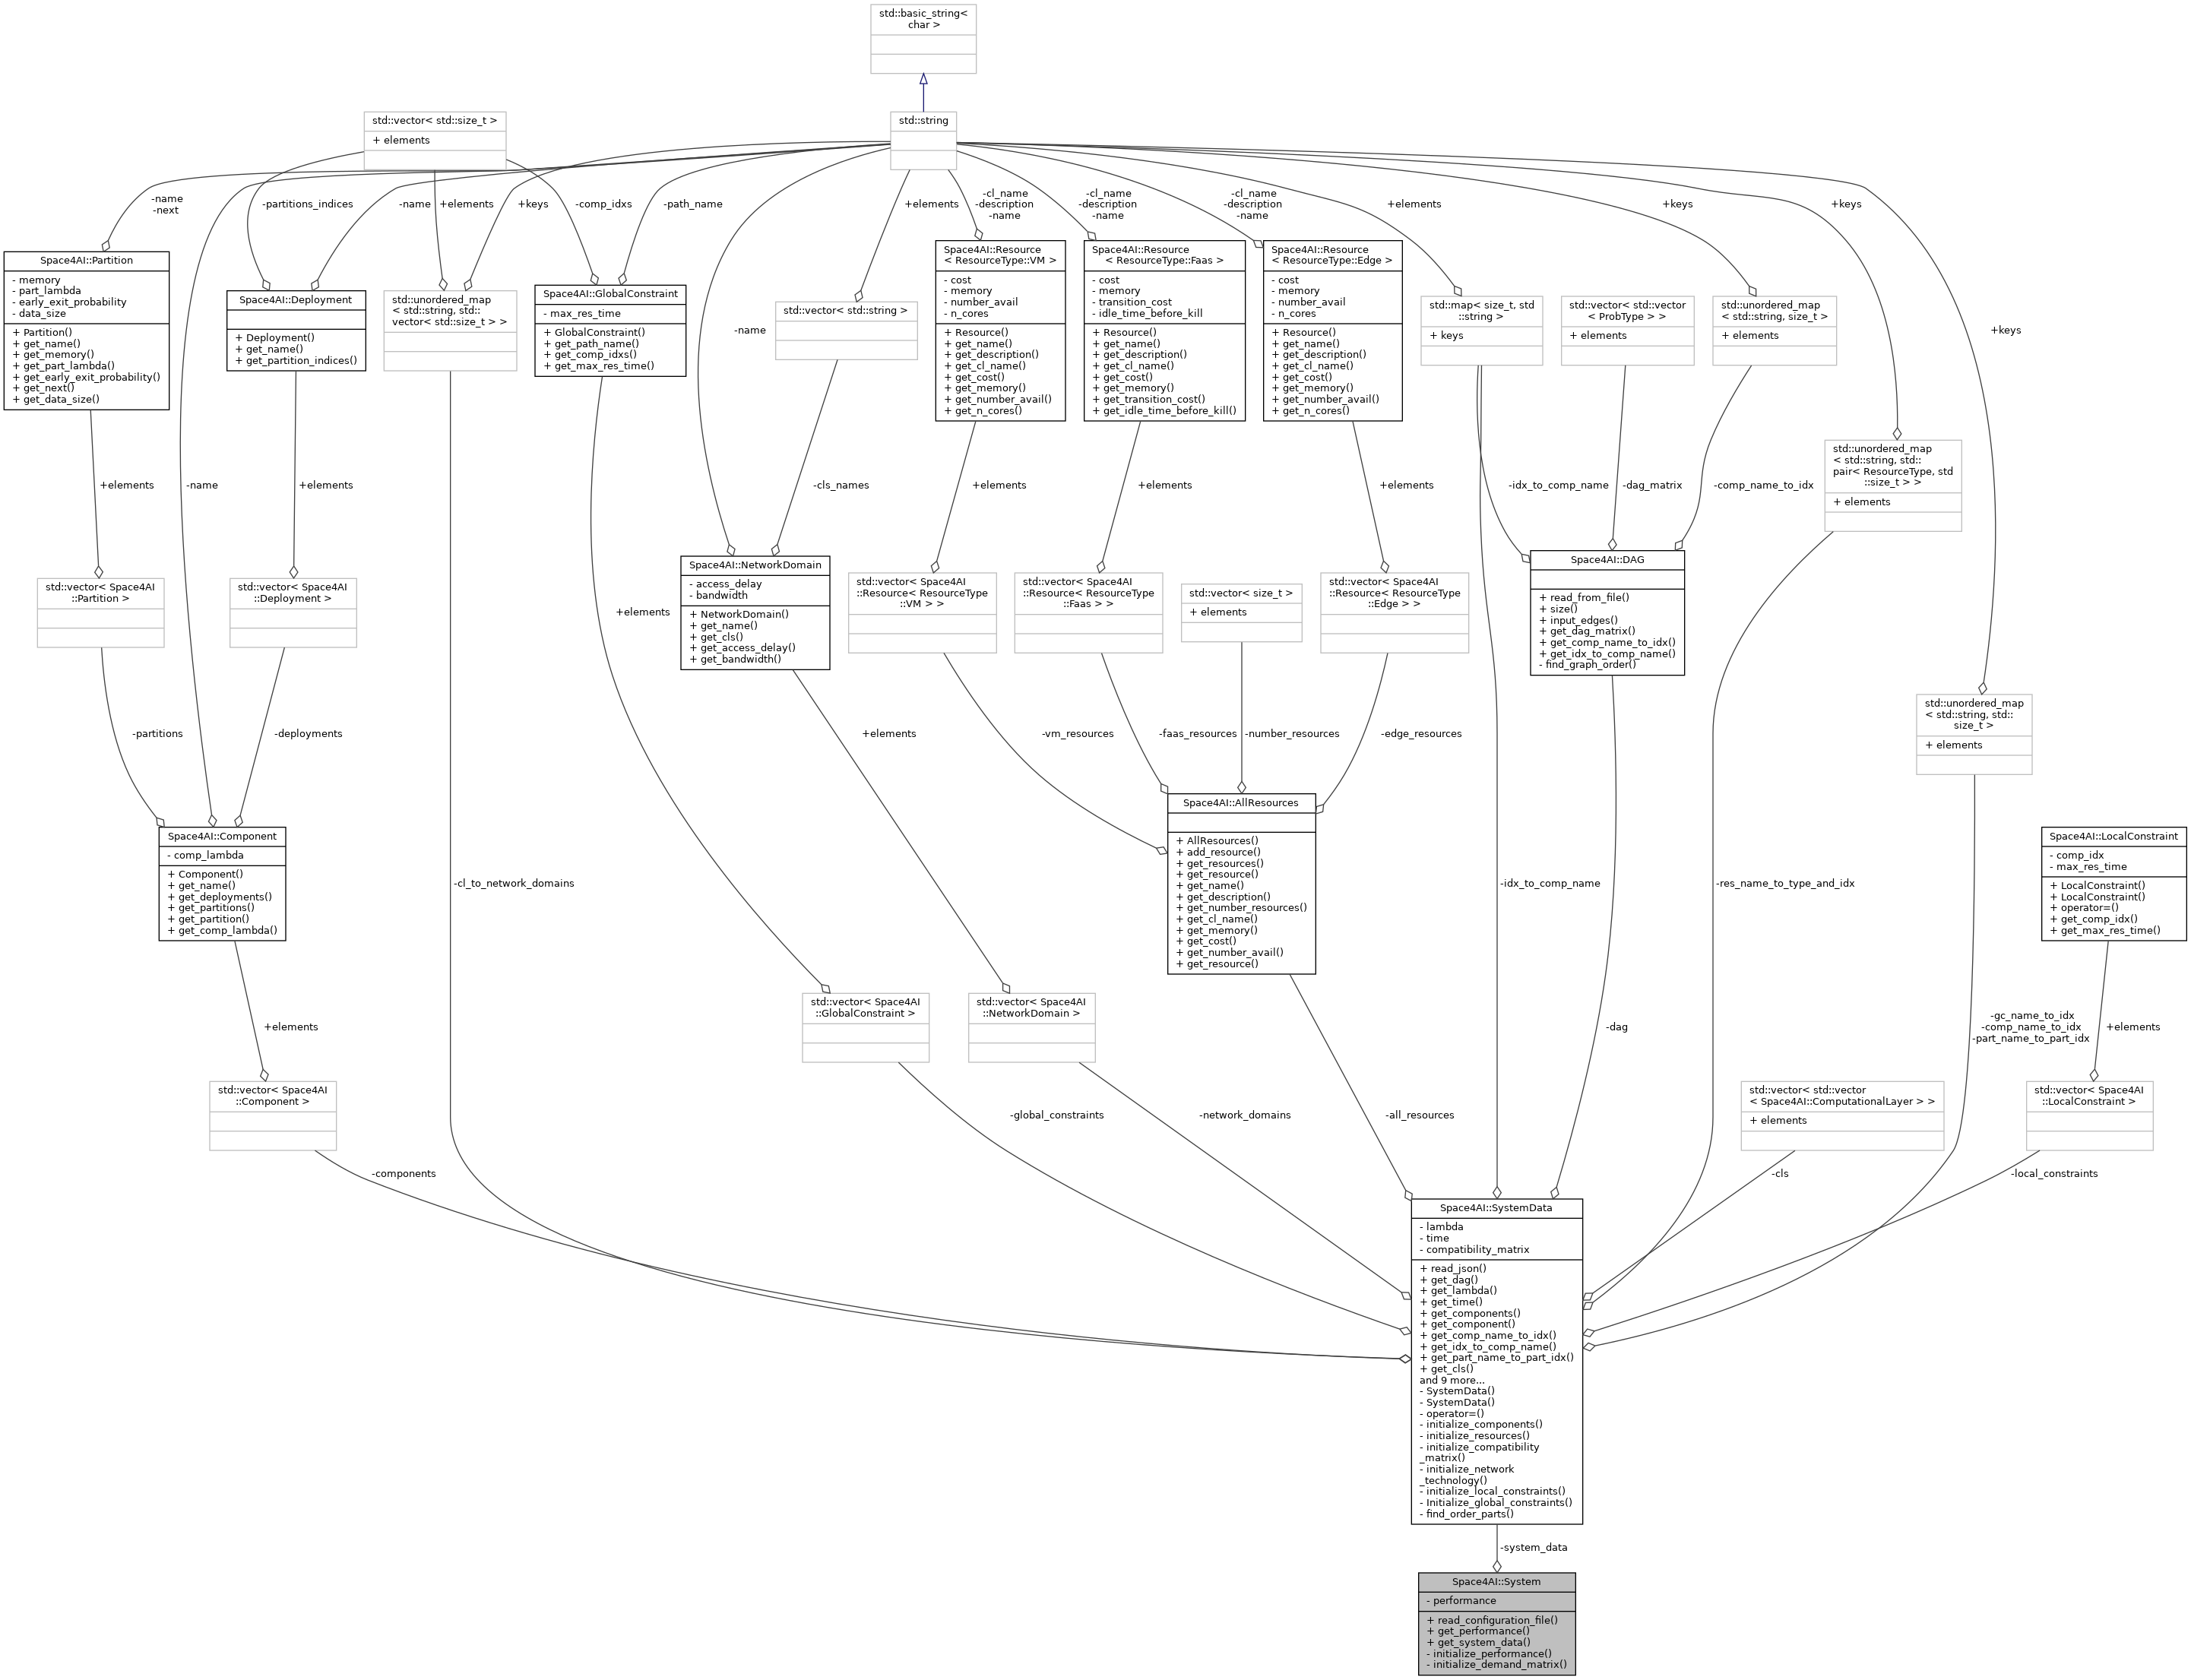 std::basic_string<
char >
std::vector< std::size_t >
+ elements
std::string
-name
-next
-partitions_indices
-name
+elements
+keys
-comp_idxs
-path_name
+elements
-cl_name
-description
-name
-cl_name
-description
-name
-cl_name
-description
-name
+elements
+keys
+keys
Space4AI::Partition
- memory
- part_lambda
- early_exit_probability
- data_size
+ Partition()
+ get_name()
+ get_memory()
+ get_part_lambda()
+ get_early_exit_probability()
+ get_next()
+ get_data_size()
Space4AI::Deployment
+ Deployment()
+ get_name()
+ get_partition_indices()
std::unordered_map
< std::string, std::
vector< std::size_t > >
Space4AI::GlobalConstraint
- max_res_time
+ GlobalConstraint()
+ get_path_name()
+ get_comp_idxs()
+ get_max_res_time()
-name
std::vector< std::string >
Space4AI::Resource
< ResourceType::VM >
- cost
- memory
- number_avail
- n_cores
+ Resource()
+ get_name()
+ get_description()
+ get_cl_name()
+ get_cost()
+ get_memory()
+ get_number_avail()
+ get_n_cores()
Space4AI::Resource
< ResourceType::Faas >
- cost
- memory
- transition_cost
- idle_time_before_kill
+ Resource()
+ get_name()
+ get_description()
+ get_cl_name()
+ get_cost()
+ get_memory()
+ get_transition_cost()
+ get_idle_time_before_kill()
Space4AI::Resource
< ResourceType::Edge >
- cost
- memory
- number_avail
- n_cores
+ Resource()
+ get_name()
+ get_description()
+ get_cl_name()
+ get_cost()
+ get_memory()
+ get_number_avail()
+ get_n_cores()
std::map< size_t, std
::string >
+ keys
std::vector< std::vector
< ProbType > >
+ elements
std::unordered_map
< std::string, size_t >
+ elements
+keys
std::unordered_map
< std::string, std::
pair< ResourceType, std
::size_t > >
+ elements
+elements
-name
+elements
-cls_names
+elements
+elements
+elements
-idx_to_comp_name
-dag_matrix
-comp_name_to_idx
std::vector< Space4AI
::Partition >
std::vector< Space4AI
::Deployment >
+elements
Space4AI::NetworkDomain
- access_delay
- bandwidth
+ NetworkDomain()
+ get_name()
+ get_cls()
+ get_access_delay()
+ get_bandwidth()
std::vector< Space4AI
::Resource< ResourceType
::VM > >
std::vector< Space4AI
::Resource< ResourceType
::Faas > >
std::vector< size_t >
+ elements
std::vector< Space4AI
::Resource< ResourceType
::Edge > >
Space4AI::DAG
+ read_from_file()
+ size()
+ input_edges()
+ get_dag_matrix()
+ get_comp_name_to_idx()
+ get_idx_to_comp_name()
- find_graph_order()
std::unordered_map
< std::string, std::
size_t >
+ elements
-partitions
-deployments
+elements
-vm_resources
-faas_resources
-number_resources
-edge_resources
Space4AI::Component
- comp_lambda
+ Component()
+ get_name()
+ get_deployments()
+ get_partitions()
+ get_partition()
+ get_comp_lambda()
-cl_to_network_domains
Space4AI::AllResources
+ AllResources()
+ add_resource()
+ get_resources()
+ get_resource()
+ get_name()
+ get_description()
+ get_number_resources()
+ get_cl_name()
+ get_memory()
+ get_cost()
+ get_number_avail()
+ get_resource()
-idx_to_comp_name
-res_name_to_type_and_idx
Space4AI::LocalConstraint
- comp_idx
- max_res_time
+ LocalConstraint()
+ LocalConstraint()
+ operator=()
+ get_comp_idx()
+ get_max_res_time()
+elements
std::vector< Space4AI
::GlobalConstraint >
std::vector< Space4AI
::NetworkDomain >
-dag
-gc_name_to_idx
-comp_name_to_idx
-part_name_to_part_idx
+elements
std::vector< Space4AI
::Component >
-global_constraints
-network_domains
-all_resources
std::vector< std::vector
< Space4AI::ComputationalLayer > >
+ elements
std::vector< Space4AI
::LocalConstraint >
-components
-cls
-local_constraints
Space4AI::SystemData
- lambda
- time
- compatibility_matrix
+ read_json()
+ get_dag()
+ get_lambda()
+ get_time()
+ get_components()
+ get_component()
+ get_comp_name_to_idx()
+ get_idx_to_comp_name()
+ get_part_name_to_part_idx()
+ get_cls()
and 9 more...
- SystemData()
- SystemData()
- operator=()
- initialize_components()
- initialize_resources()
- initialize_compatibility
_matrix()
- initialize_network
_technology()
- initialize_local_constraints()
- Initialize_global_constraints()
- find_order_parts()
-system_data
Space4AI::System
- performance
+ read_configuration_file()
+ get_performance()
+ get_system_data()
- initialize_performance()
- initialize_demand_matrix()